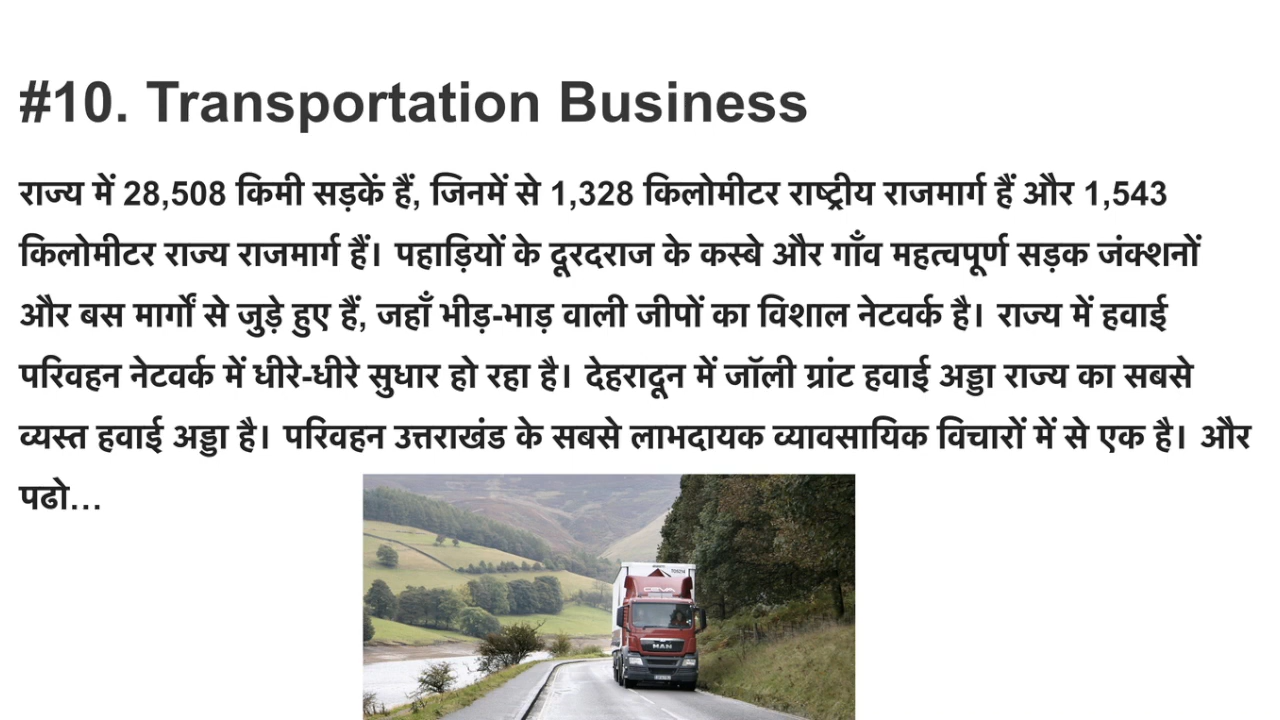 #10. Transportation Business
राज्य में 28,508 किमी सड़कें हैं, जिनमें से 1,328 किलोमीटर राष्ट्रीय राजमार्ग हैं और 1,543
किलोमीटर राज्य राजमार्ग हैं। पहाड़ियों के दूरदराज के कस्बे और गाँव महत्वपूर्ण सड़क जंक्शनों
और बस मार्गों से जुड़े हुए हैं, जहाँ भीड़-भाड़ वाली जीपों का विशाल नेटवर्क है। राज्य में हवाई
परिवहन नेटवर्क में धीरे-धीरे सुधार हो रहा है। देहरादून में जॉली ग्रांट हवाई अड्डा राज्य का सबसे
व्यस्त हवाई अड्डा है। परिवहन उत्तराखंड के सबसे लाभदायक व्यावसायिक विचारों में से एक है। और
पढो…
MAN